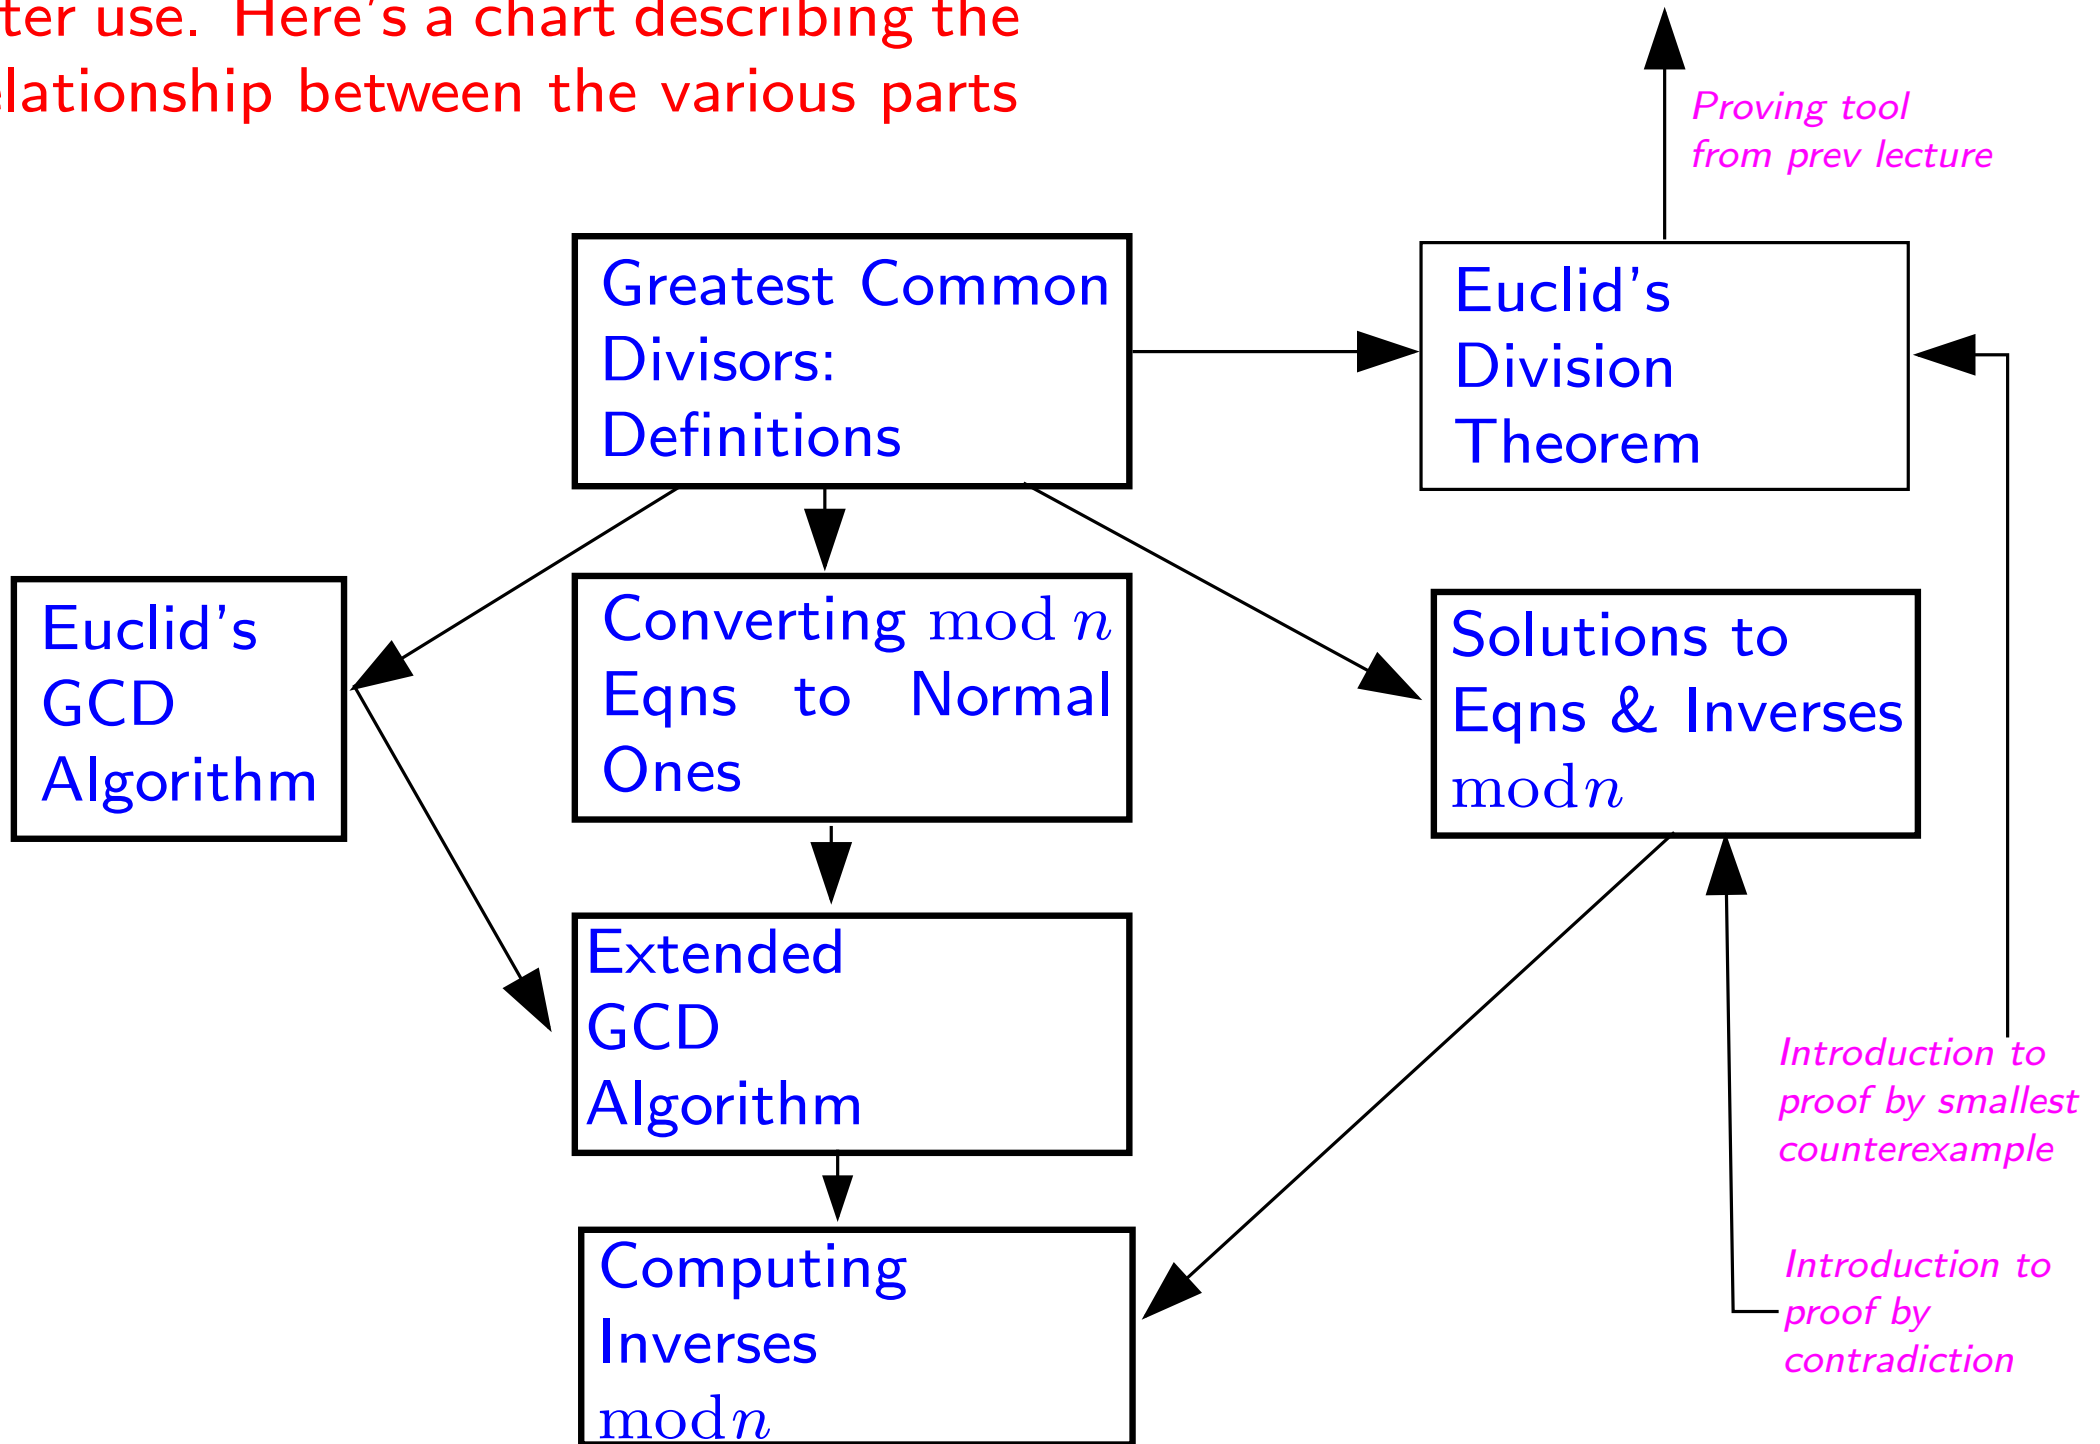 ter use. Here's a chart describing the
elationship between the various parts
Proving tool
from prev lecture
Greatest Common
Divisors:
Definitions
Euclid's
Division
Theorem
Euclid's
GCD
Algorithm
Converting mod n
Eqns to Normal
Ones
Solutions to
Eqns & Inverses
mod n
Extended
GCD
Algorithm
Introduction to
proof by smallest
counterexample
Computing
Inverses
mod n
Introduction to
proof by
contradiction